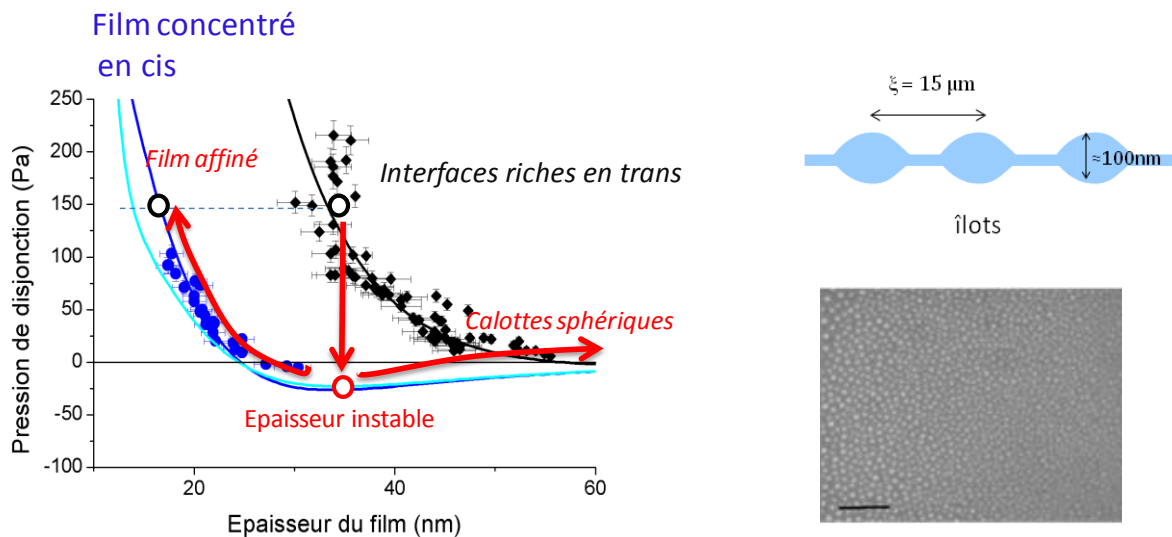 Film concentré
en cis
250
200
150
100
50
0
-50
-100
Pression de disjonction (Pa)
Film affiné
Interfaces riches en trans
Calottes sphériques
Epaisseur instable
20
40
60
Epaisseur du film (nm)
ξ = 15 μm
≈100nm
îlots